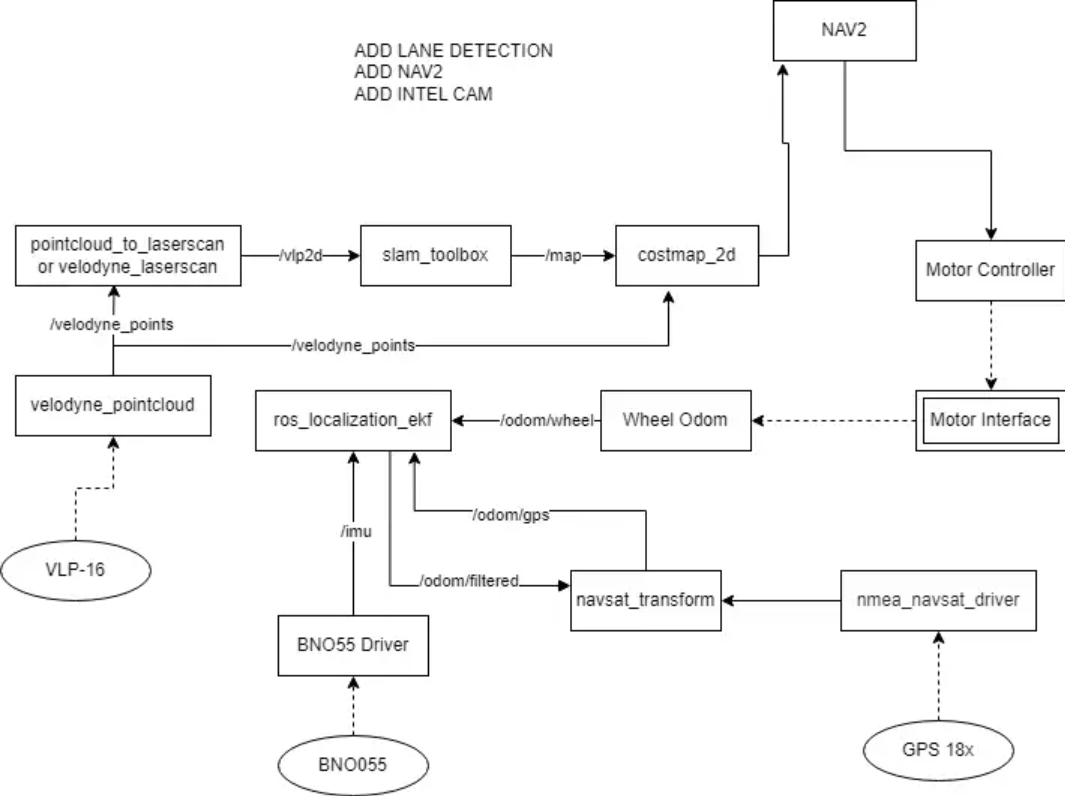 NAV2
ADD LANE DETECTION
ADD NAV2
ADD INTEL CAM
pointcloud_to_laserscan
or velodyne_laserscan
/vlp2d
slam_toolbox
/map
costmap_2d
Motor Controller
/velodyne_points
/velodyne_points
velodyne_pointcloud
ros_localization_ekf
/odom/wheel
Wheel Odom
Motor Interface
/odom/gps
/imu
VLP-16
/odom/filtered
navsat_transform
nmea_navsat_driver
BNO55 Driver
GPS 18x
BNO055